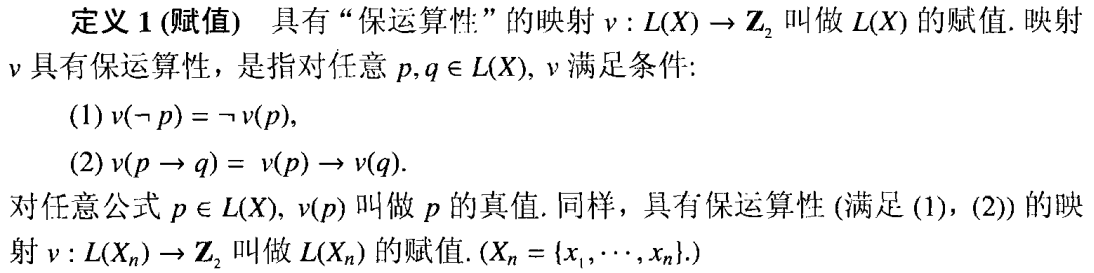 定义 1 (赋值) 具有“保运算性”的映射 v : L(X) → Z₂ 叫做 L(X) 的赋值. 映射
v 具有保运算性, 是指对任意 p, q ∈ L(X), v 满足条件:
(1) v(¬ p) = ¬ v(p),
(2) v(p → q) = v(p) → v(q).
对任意公式 p ∈ L(X), v(p) 叫做 p 的真值. 同样, 具有保运算性 (满足 (1), (2)) 的映
射 v : L(Xₙ) → Z₂ 叫做 L(Xₙ) 的赋值. (Xₙ = {x₁, ⋯, xₙ}.)